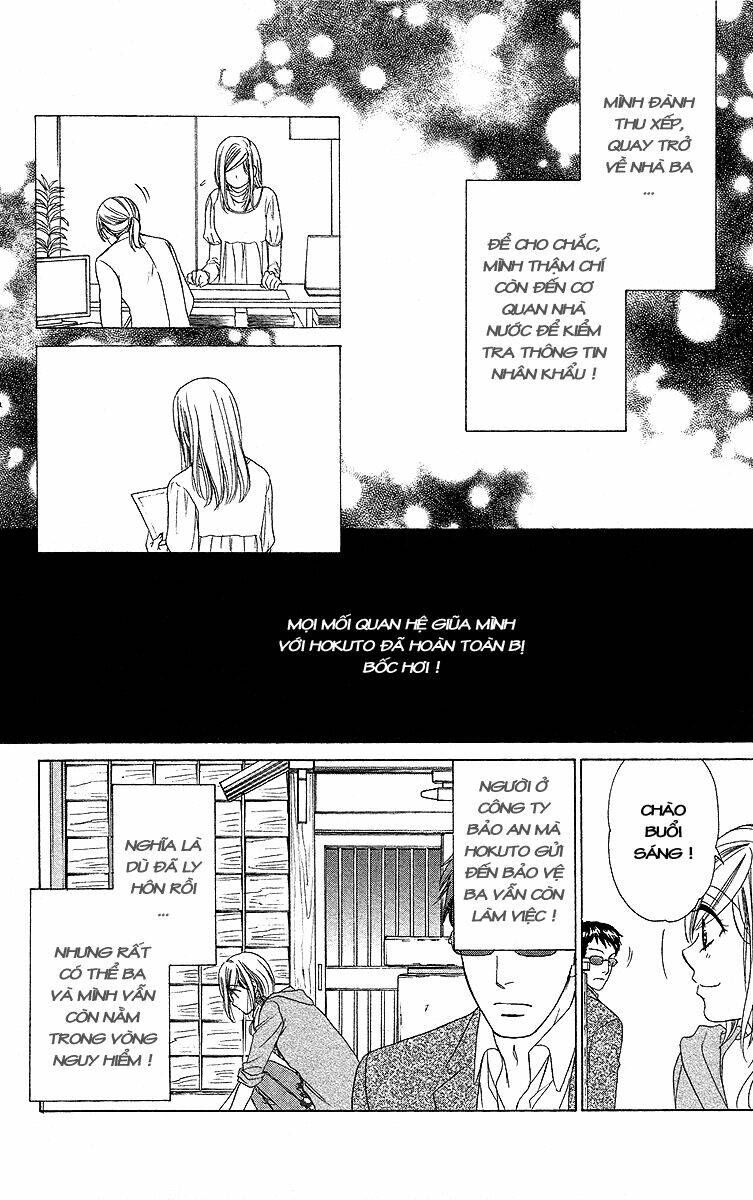 MÌNH ĐÀNH
THU XẾP,
QUAY TRỞ
VỀ NHÀ BA
...
ĐỂ CHO CHẮC,
MÌNH THẬM CHÍ
CÒN ĐẾN CƠ
QUAN NHÀ
NƯỚC ĐỂ KIỂM
TRA THÔNG TIN
NHÂN KHẨU !
MỌI MỐI QUAN HỆ GIŨA MÌNH
VỚI HOKUTO ĐÃ HOÀN TOÀN BỊ
BỐC HƠI !
CHÀO
BUỔI
SÁNG !
NGƯỜI Ở
CÔNG TY
BẢO AN MÀ
HOKUTO GỬI
ĐẾN BẢO VỆ
BA VẪN CÒN
LÀM VIỆC !
NGHĨA LÀ
DÙ ĐÃ LY
HÔN RỒI
...
NHƯNG RẤT
CÓ THỂ BA
VÀ MÌNH VẪN
CÒN NẰM
TRONG VÒNG
NGUY HIỂM !